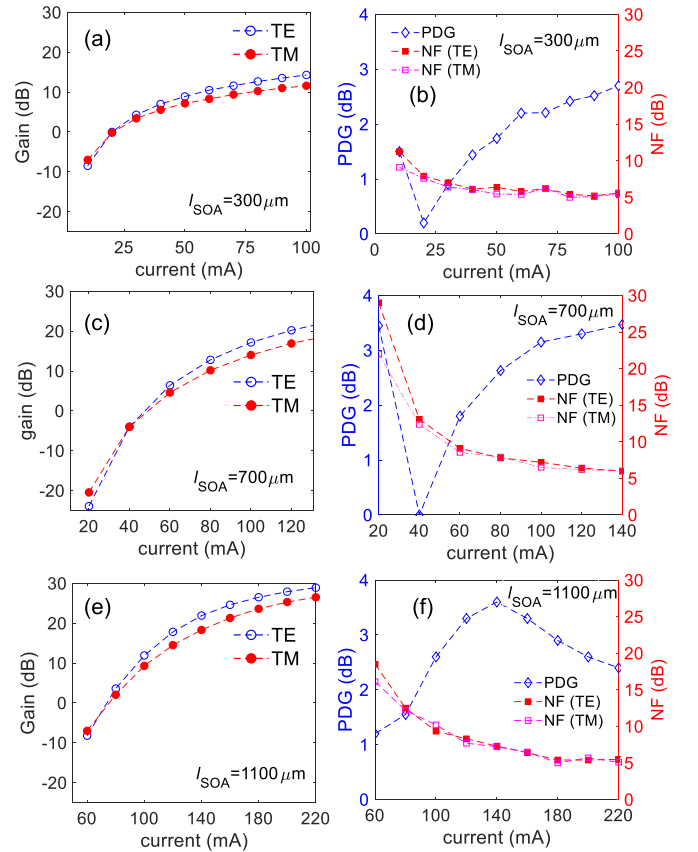 (a)
TE
TM
l_SOA=300μm
Gain (dB)
30
20
10
0
-10
-20
25 50 75 100
current (mA)
PDG
NF (TE)
NF (TM)
l_SOA=300μm
(b)
PDG (dB)
4
3
2
1
0
NF (dB)
30
25
20
15
10
5
0
0 25 50 75 100
current (mA)
(c)
TE
TM
l_SOA=700μm
gain (dB)
30
20
10
0
-10
-20
20 40 60 80 100 120
current (mA)
(d)
l_SOA=700μm
PDG
NF (TE)
NF (TM)
PDG (dB)
4
3
2
1
0
NF (dB)
30
25
20
15
10
5
0
20 40 60 80 100 120 140
current (mA)
(e)
TE
TM
l_SOA=1100μm
Gain (dB)
30
20
10
0
-10
-20
60 80 100 120 140 160 180 200 220
current (mA)
(f)
l_SOA=1100μm
PDG
NF (TE)
NF (TM)
PDG (dB)
4
3
2
1
0
NF (dB)
30
25
20
15
10
5
0
60 100 140 180 220
current (mA)